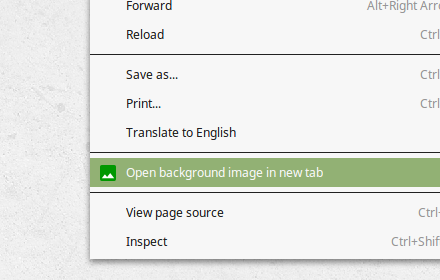 Forward Alt+Right
Reload Ctrl
Save as... Ctrl
Print... Ctrl
Translate to English
Open background image in new tab
View page source Ctrl+
Inspect Ctrl+Shif